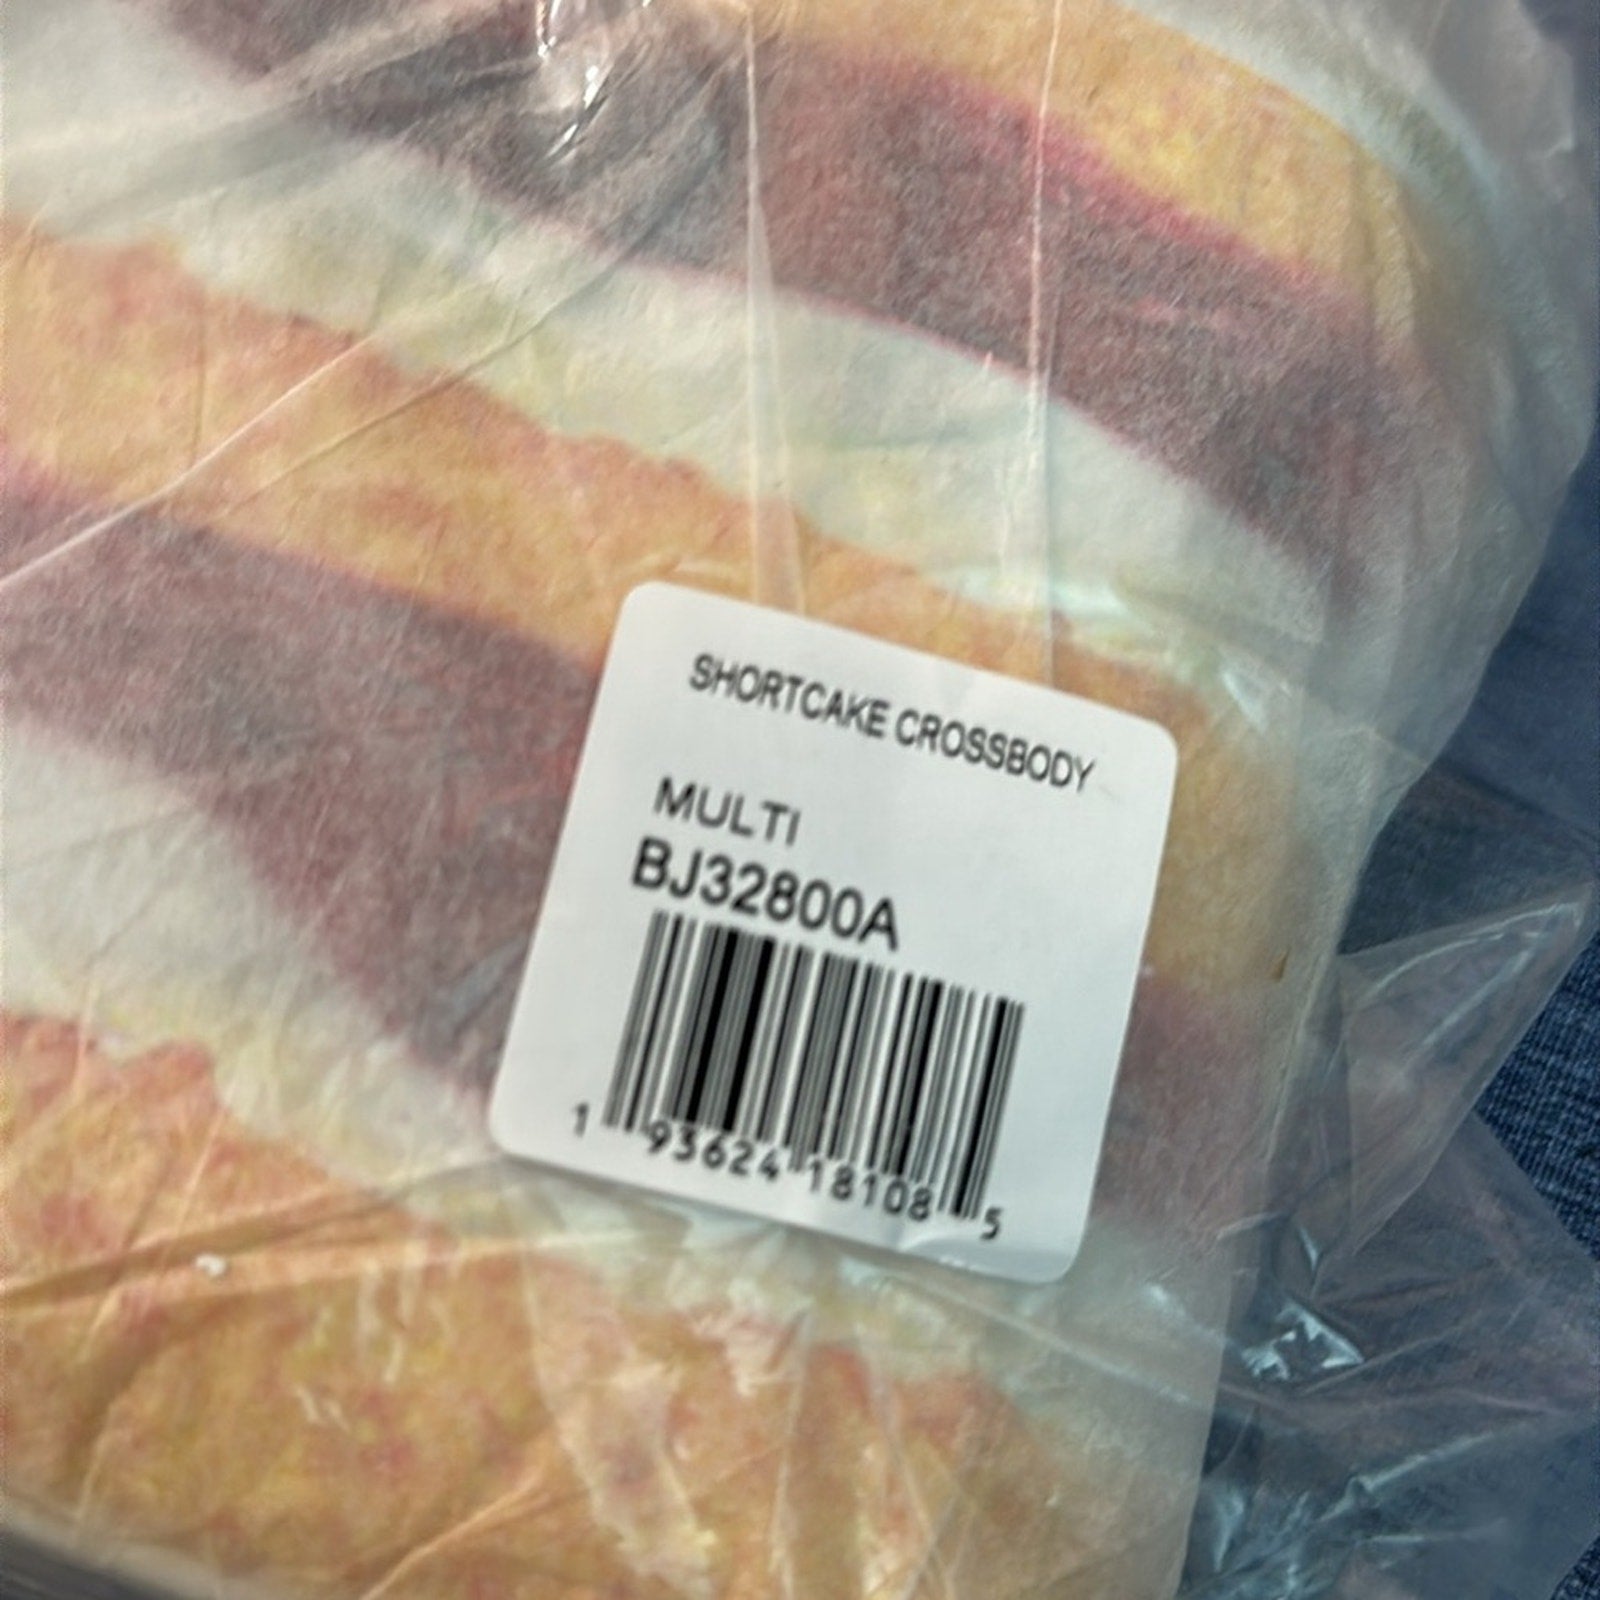 SHORTCAKE CROSSBODY
MULTI
BJ32800A
1 93624 18108 5